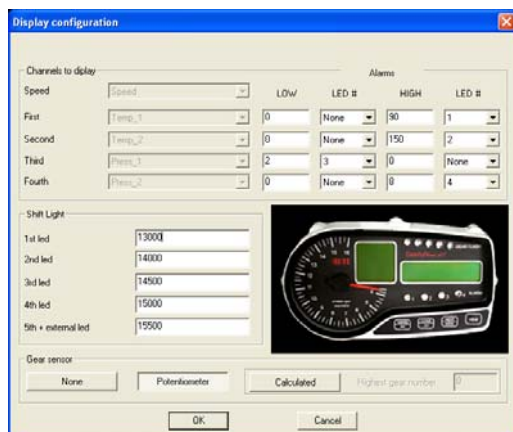 Display configuration
Channels to diplay
Alarms
Speed
Speed
LOW
LED #
HIGH
LED #
First
Temp_1
0
None
90
1
Second
Temp_2
0
None
150
2
Third
Press_1
2
3
0
None
Fourth
Press_2
0
None
0
4
Shift Light
1st led
13000
2nd led
14000
3rd led
14500
4th led
15000
5th + external led
15500
Gear sensor
None
Potentiometer
Calculated
Highest gear number
0
OK
Cancel